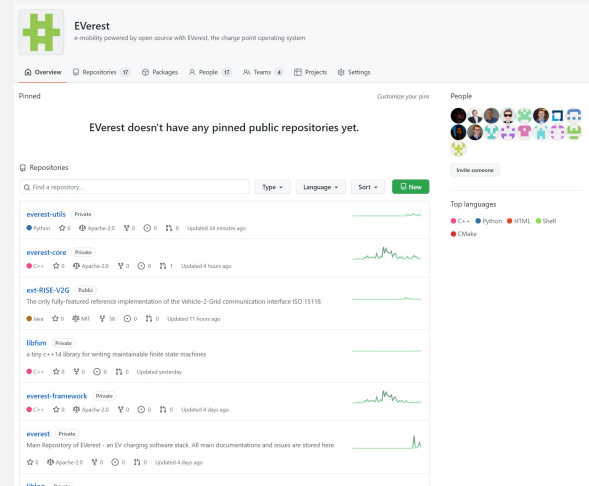 EVerest
e-mobility powered by open source with EVerest, the charge point operating system
Overview Repositories 17 Packages People 17 Teams 4 Projects Settings
Pinned Customize your pins
EVerest doesn't have any pinned public repositories yet.
Repositories
Find a repository...
Type Language Sort New
everest-utils Private
Python 0 Apache-2.0 0 0 0 Updated 24 minutes ago
everest-core Private
C++ 0 Apache-2.0 0 0 1 Updated 4 hours ago
ext-RISE-V2G Public
The only fully-featured reference implementation of the Vehicle-2-Grid communication interface ISO 15118
Java 0 MIT 58 0 0 Updated 11 hours ago
libfsm Private
a tiny c++14 library for writing maintainable finite state machines
C++ 0 0 0 0 Updated yesterday
everest-framework Private
C++ 0 Apache-2.0 0 0 0 Updated 4 days ago
everest Private
Main Repository of EVerest - an EV charging software stack. All main documentations and issues are stored here.
0 Apache-2.0 0 0 0 Updated 4 days ago
liblog Private
People
Invite someone
Top languages
C++ Python HTML Shell
CMake